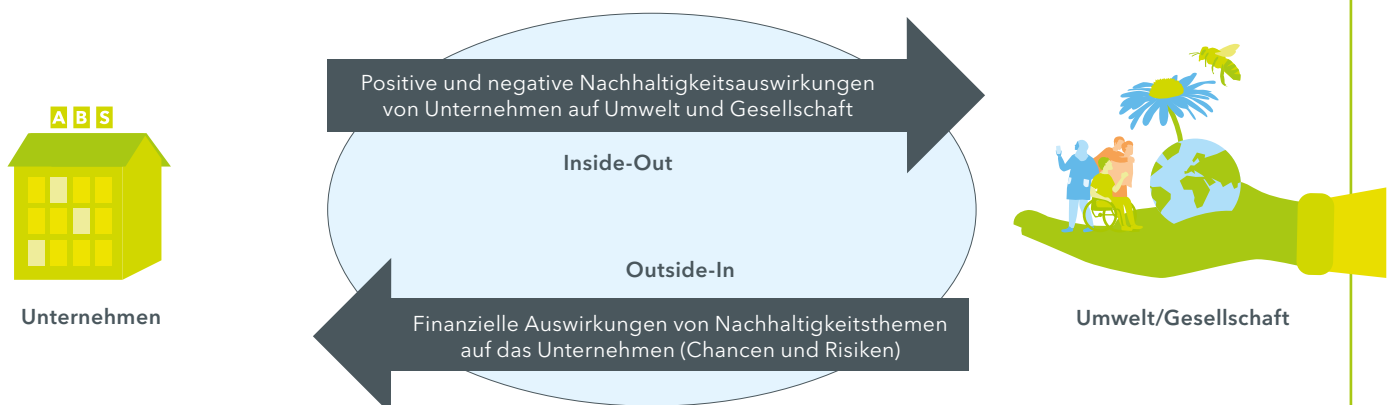 ABS
Unternehmen
Positive und negative Nachhaltigkeitsauswirkungen
von Unternehmen auf Umwelt und Gesellschaft
Inside-Out
Outside-In
Finanzielle Auswirkungen von Nachhaltigkeitsthemen
auf das Unternehmen (Chancen und Risiken)
Umwelt/Gesellschaft